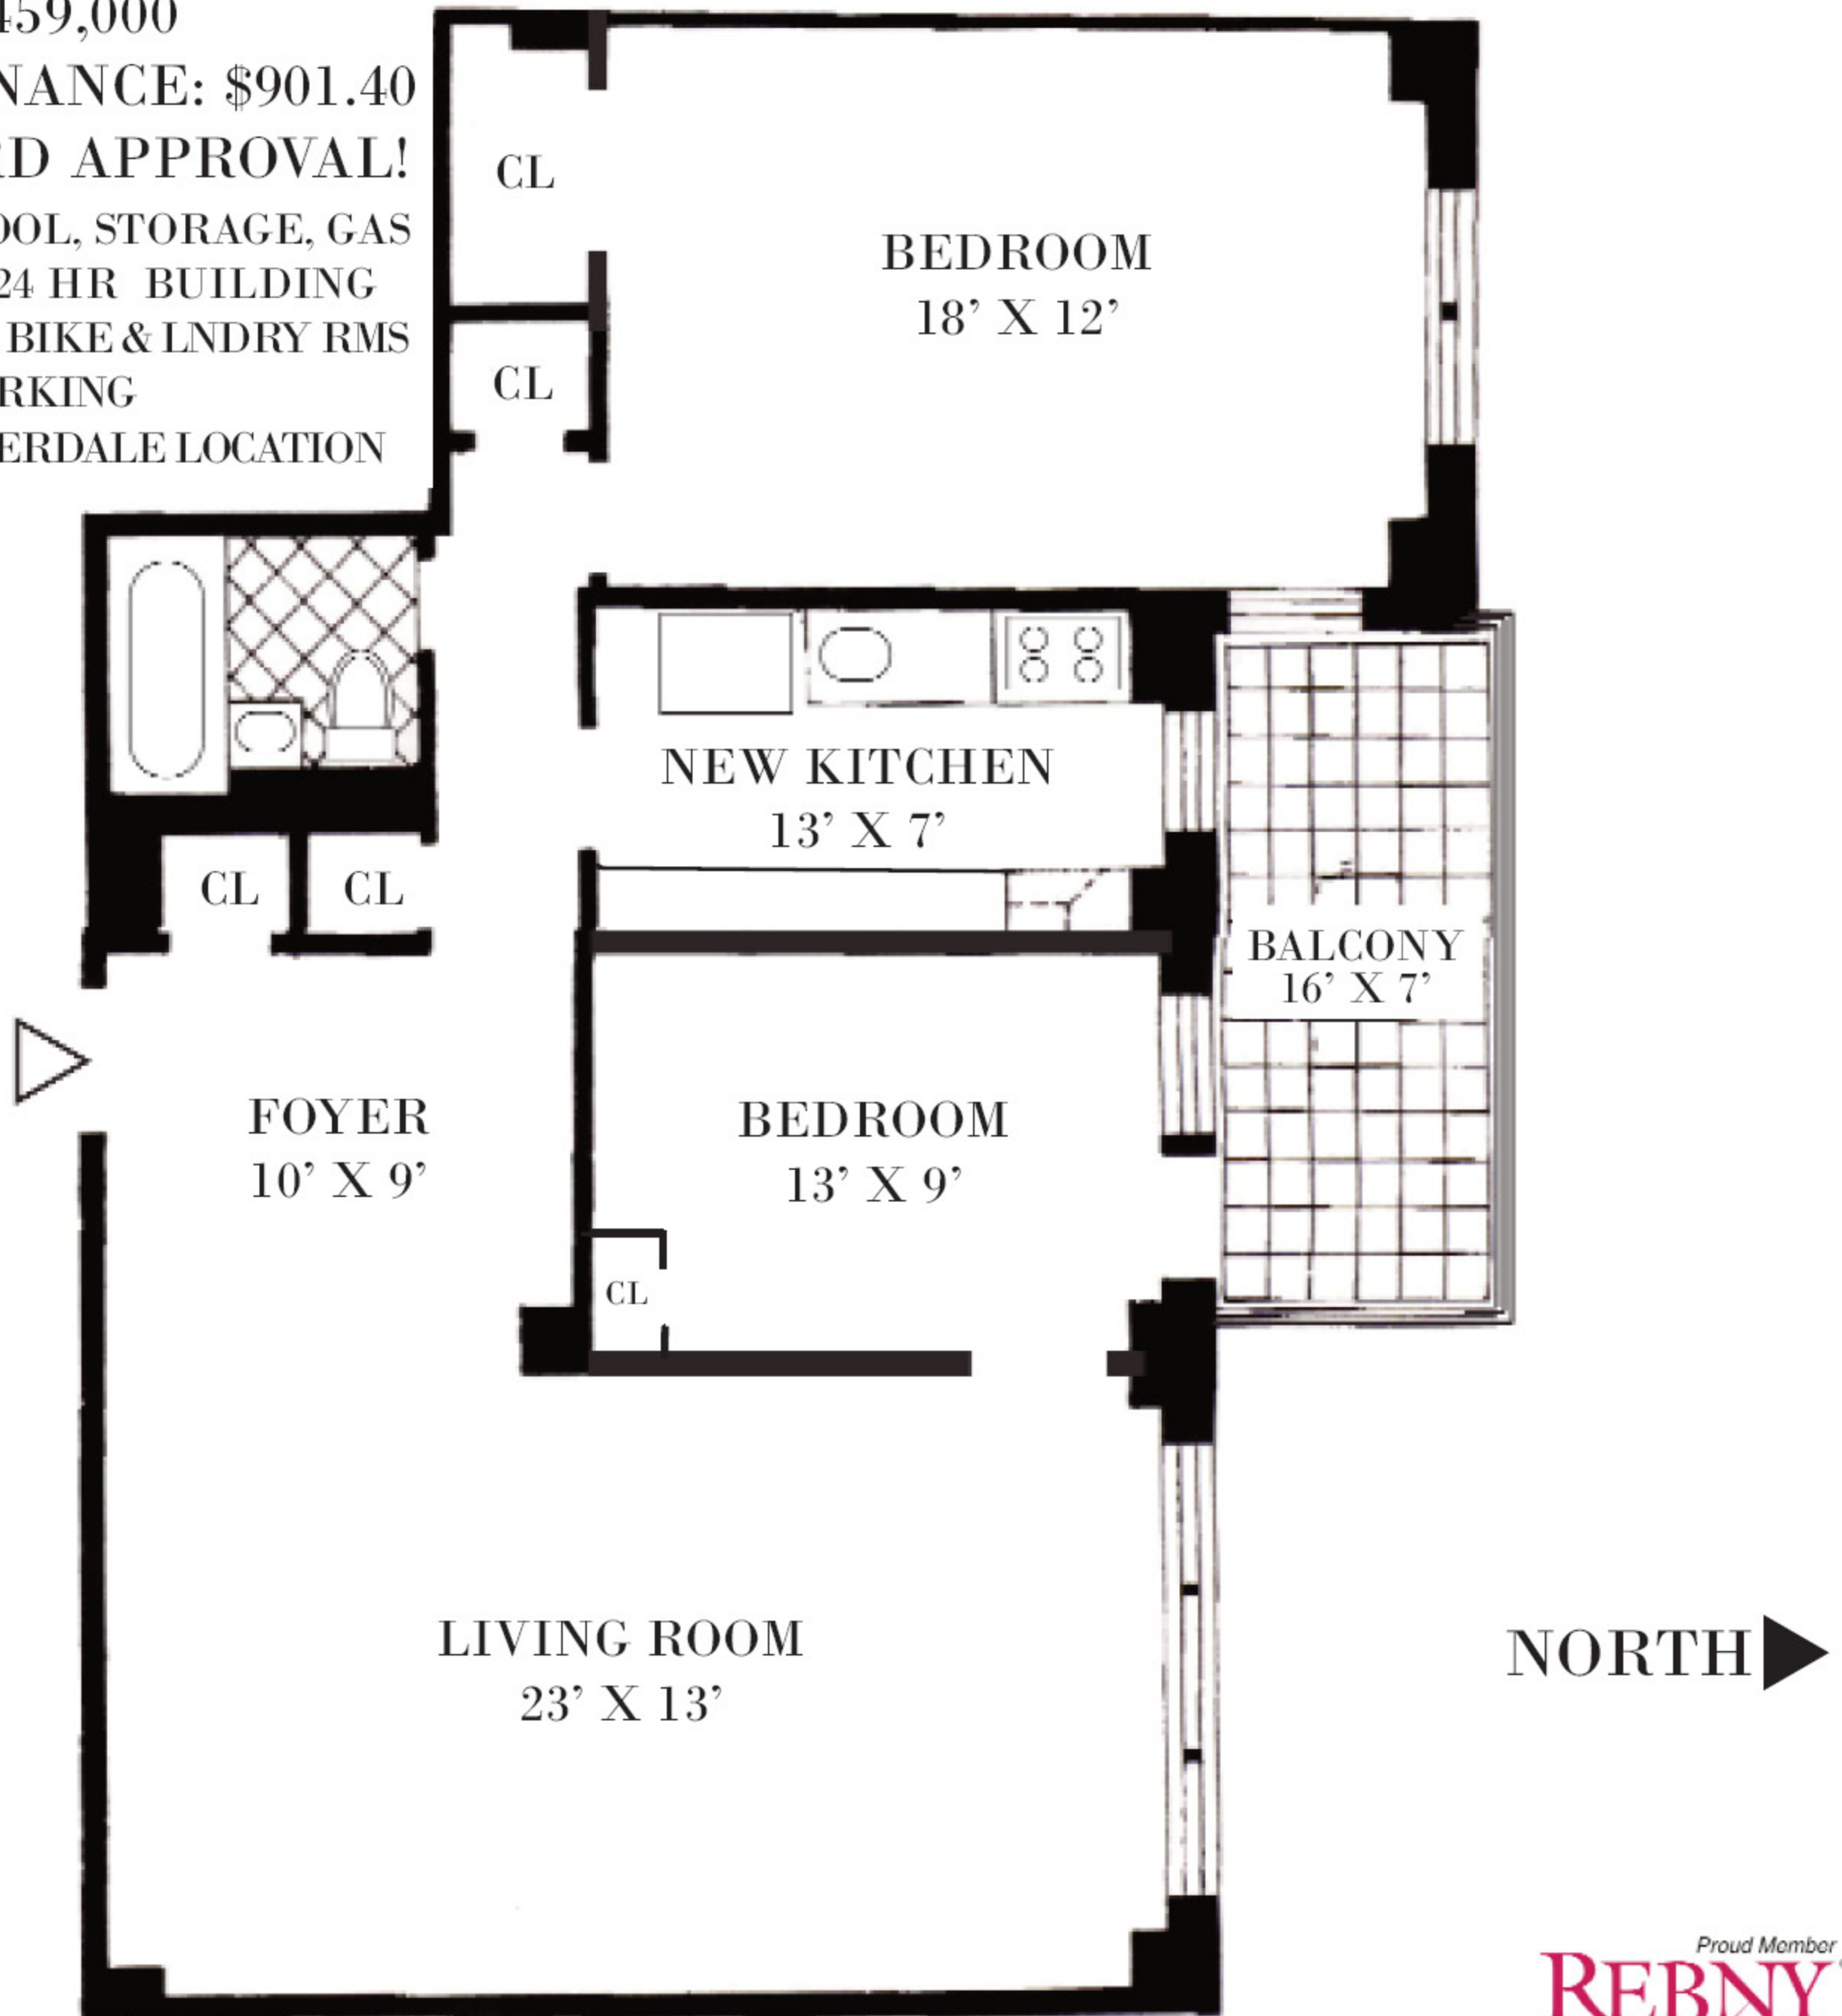 459,000
NANCE: $901.40
RD APPROVAL!
OOL, STORAGE, GAS
24 HR BUILDING
BIKE & LNDRY RMS
RKING
ERDALE LOCATION
CL
BEDROOM
18’ X 12’
CL
NEW KITCHEN
13’ X 7’
CL
CL
BALCONY
16’ X 7’
FOYER
10’ X 9’
BEDROOM
13’ X 9’
CL
LIVING ROOM
23’ X 13’
NORTH
Proud Member
REBNY